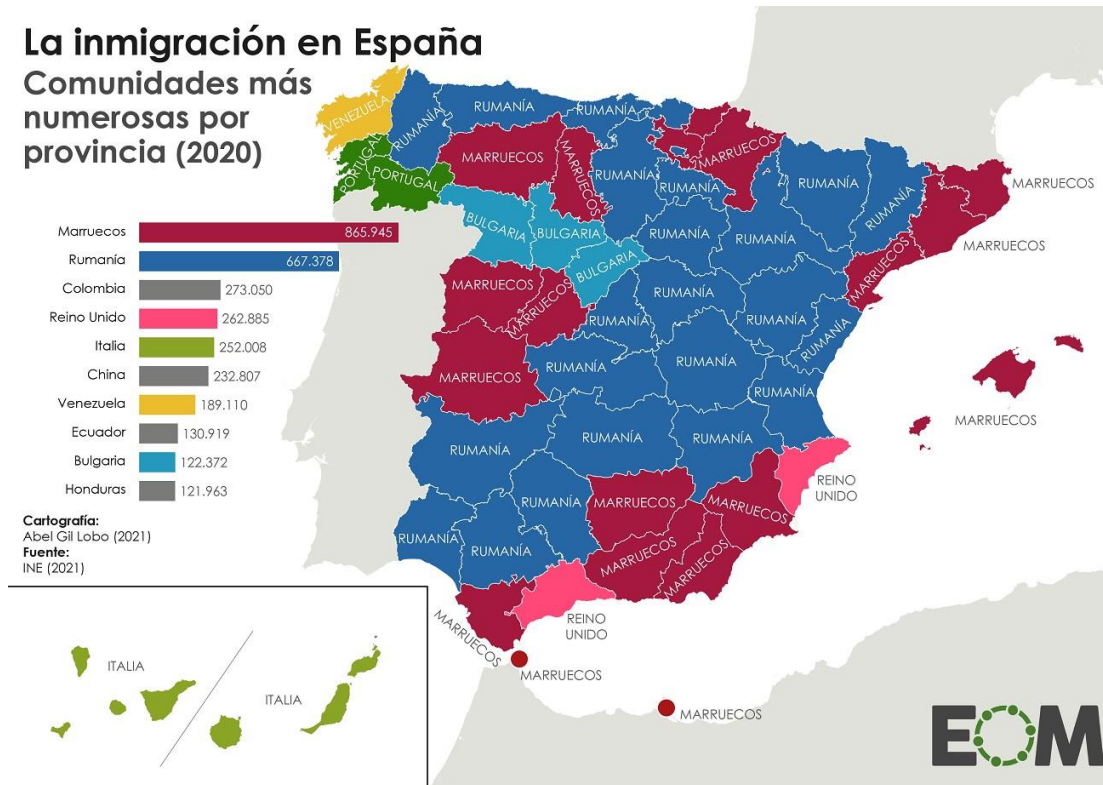 La inmigración en España
Comunidades más
numerosas por
provincia (2020)
Marruecos 865.945
Rumanía 667.378
Colombia 273.050
Reino Unido 262.885
Italia 252.008
China 232.807
Venezuela 189.110
Ecuador 130.919
Bulgaria 122.372
Honduras 121.963
Cartografía:
Abel Gil Lobo (2021)
Fuente:
INE (2021)
VENEZUELA
RUMANÍA
RUMANÍA
RUMANÍA
PORTUGAL
PORTUGAL
MARRUECOS
MARRUECOS
RUMANÍA
MARRUECOS
RUMANÍA
RUMANÍA
RUMANÍA
MARRUECOS
BULGARIA
BULGARIA
BULGARIA
RUMANÍA
RUMANÍA
MARRUECOS
MARRUECOS
MARRUECOS
MARRUECOS
RUMANÍA
RUMANÍA
RUMANÍA
RUMANÍA
MARRUECOS
RUMANÍA
RUMANÍA
RUMANÍA
MARRUECOS
RUMANÍA
RUMANÍA
RUMANÍA
RUMANÍA
REINO
UNIDO
MARRUECOS
MARRUECOS
RUMANÍA
RUMANÍA
RUMANÍA
MARRUECOS
MARRUECOS
MARRUECOS
REINO
UNIDO
MARRUECOS
MARRUECOS
ITALIA
ITALIA
EOM